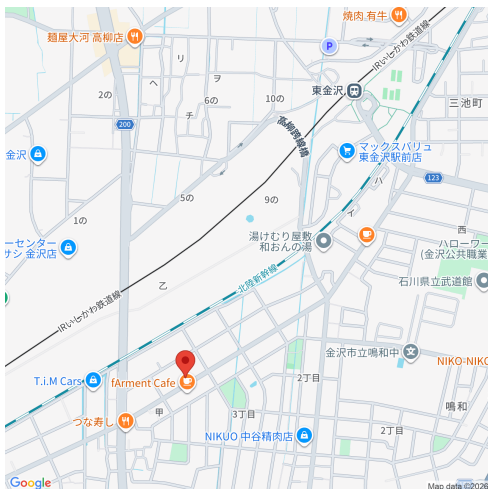 焼肉 有牛
麺屋大河 高柳店
IRいしかわ鉄道線
リ
ヲ
東金沢
ヘ
2の
6の
10の
三池町
チ
200
高柳跨線橋
金沢
マックスバリュ
東金沢駅前店
123
ハ
5の
9の
イ
1の
西
湯けむり屋敷
和おんの湯
ーセンター
サシ 金沢店
ハローワー
(金沢公共職業
北陸新幹線
石川県立武道館
乙
IRいしかわ鉄道線
金沢市立鳴和中
NIKO-NIKO
T.i.M Cars
fArment Cafe
2丁目
甲
3丁目
鳴和
つな寿し
NIKUO 中谷精肉店
2丁目
Google
Map data ©2026